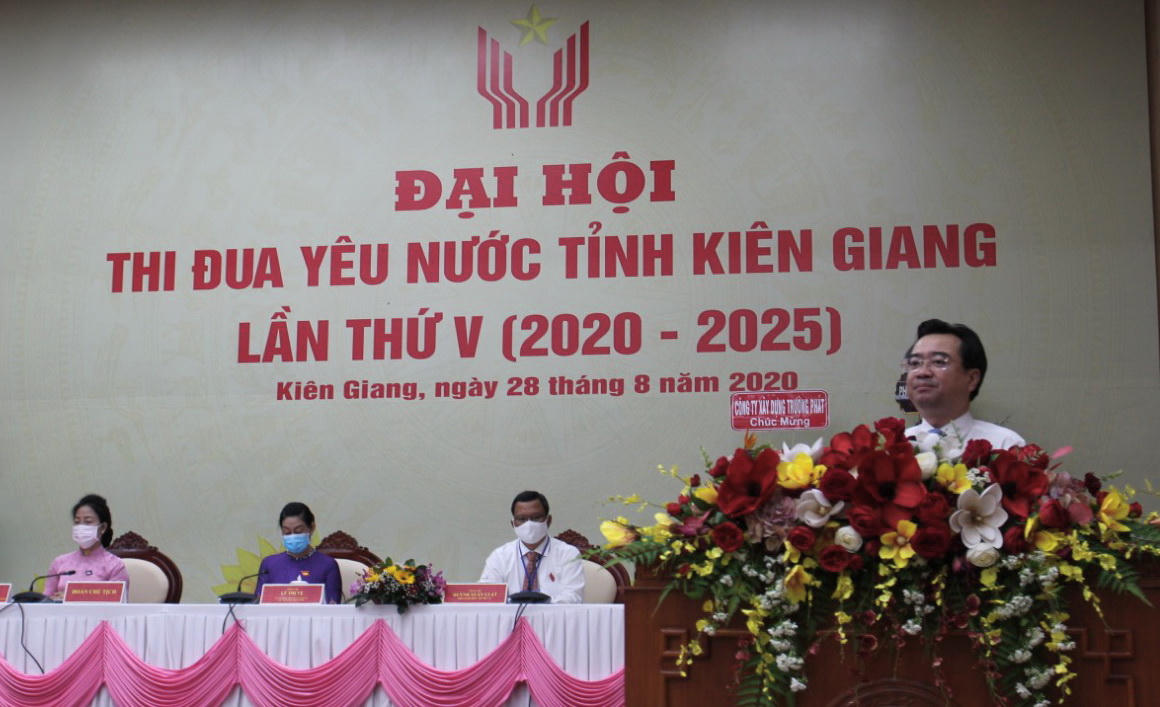 ĐẠI HỘI
THI ĐUA YÊU NƯỚC TỈNH KIÊN GIANG
LẦN THỨ V (2020 - 2025)
Kiên Giang, ngày 28 tháng 8 năm 2020
CÔNG TY XÂY DỰNG TRƯỜNG PHÁT
Chúc Mừng
ĐOÀN CHỦ TỊCH